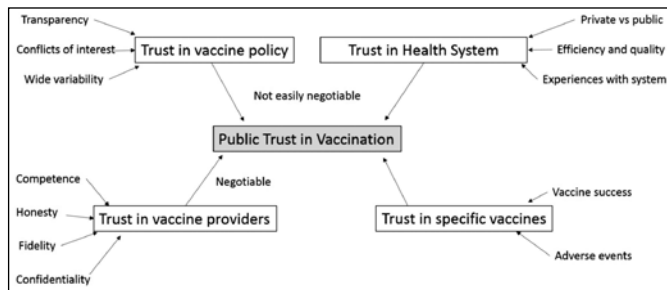 Transparency
Conflicts of interest
Wide variability
Trust in vaccine policy
Trust in Health System
Private vs public
Efficiency and quality
Experiences with system
Not easily negotiable
Public Trust in Vaccination
Negotiable
Competence
Honesty
Fidelity
Confidentiality
Trust in vaccine providers
Trust in specific vaccines
Vaccine success
Adverse events